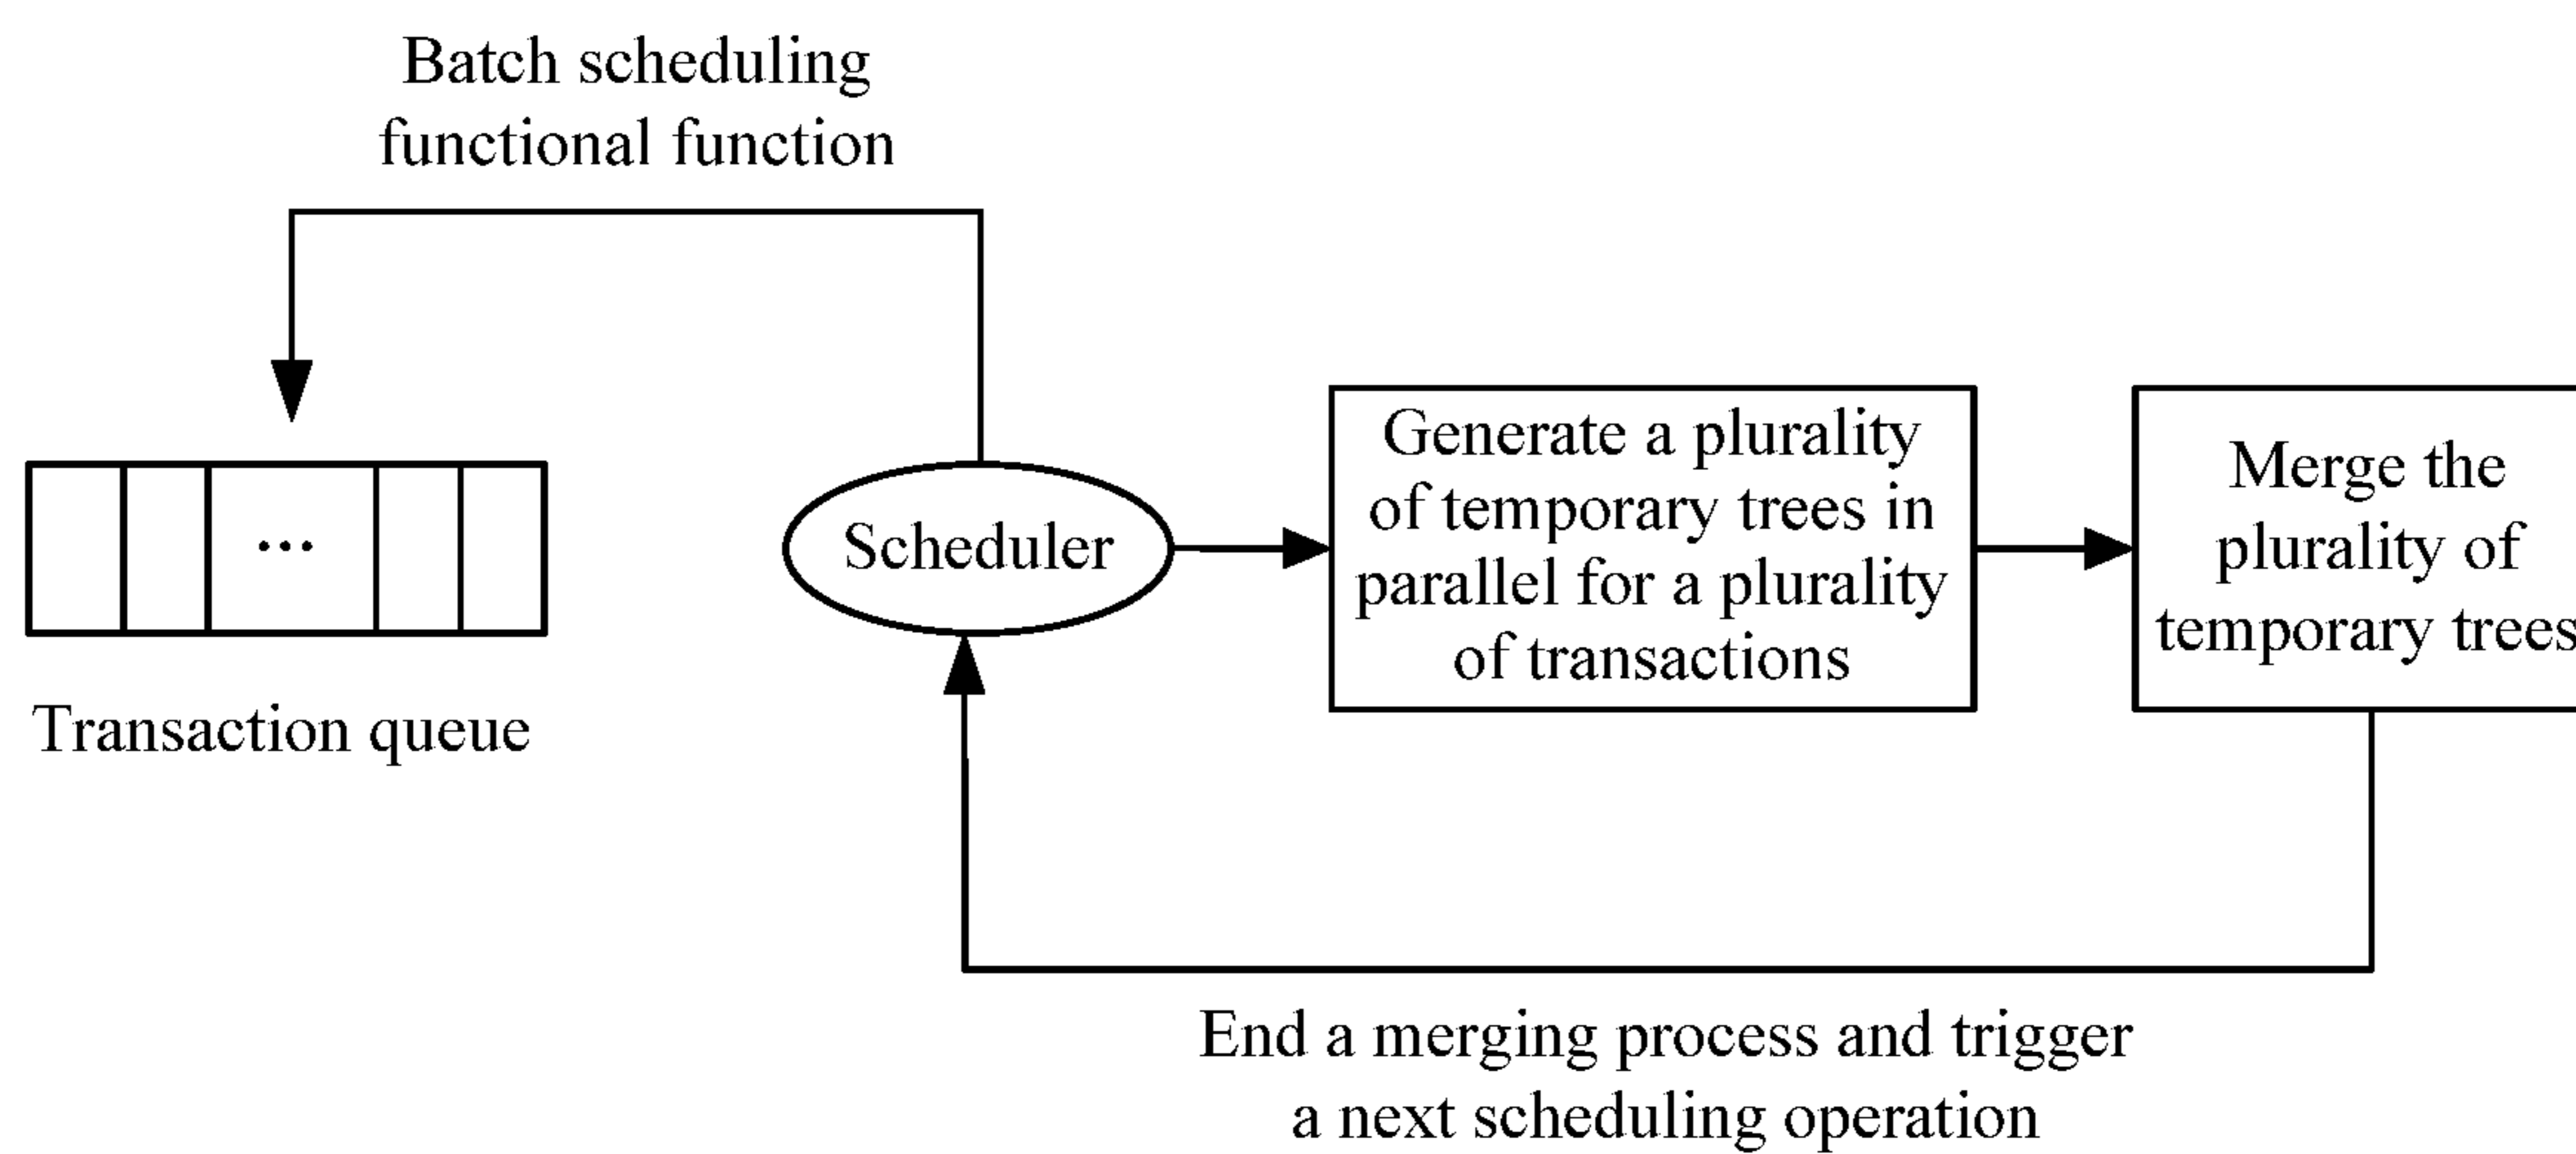 Batch scheduling
functional function
...
Transaction queue
Scheduler
Generate a plurality
of temporary trees in
parallel for a plurality
of transactions
Merge the
plurality of
temporary trees
End a merging process and trigger
a next scheduling operation